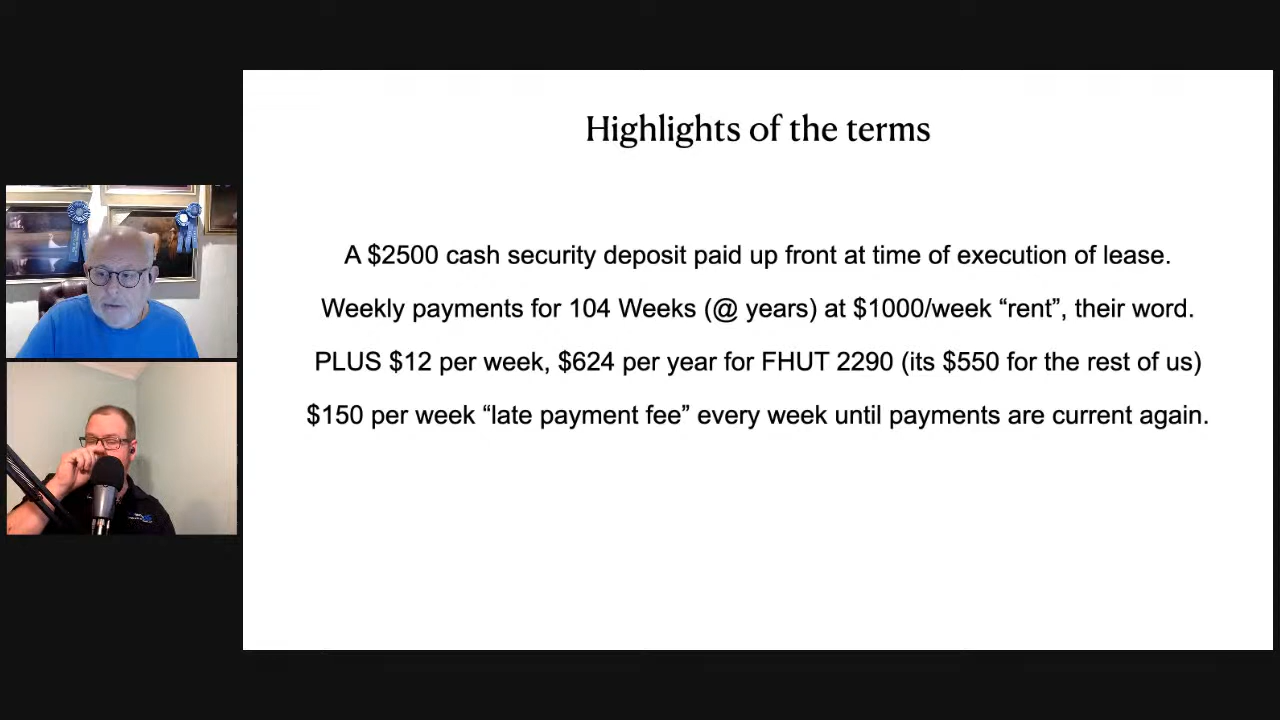 Highlights of the terms
A $2500 cash security deposit paid up front at time of execution of lease.
Weekly payments for 104 Weeks (@ years) at $1000/week “rent”, their word.
PLUS $12 per week, $624 per year for FHUT 2290 (its $550 for the rest of us)
$150 per week “late payment fee” every week until payments are current again.